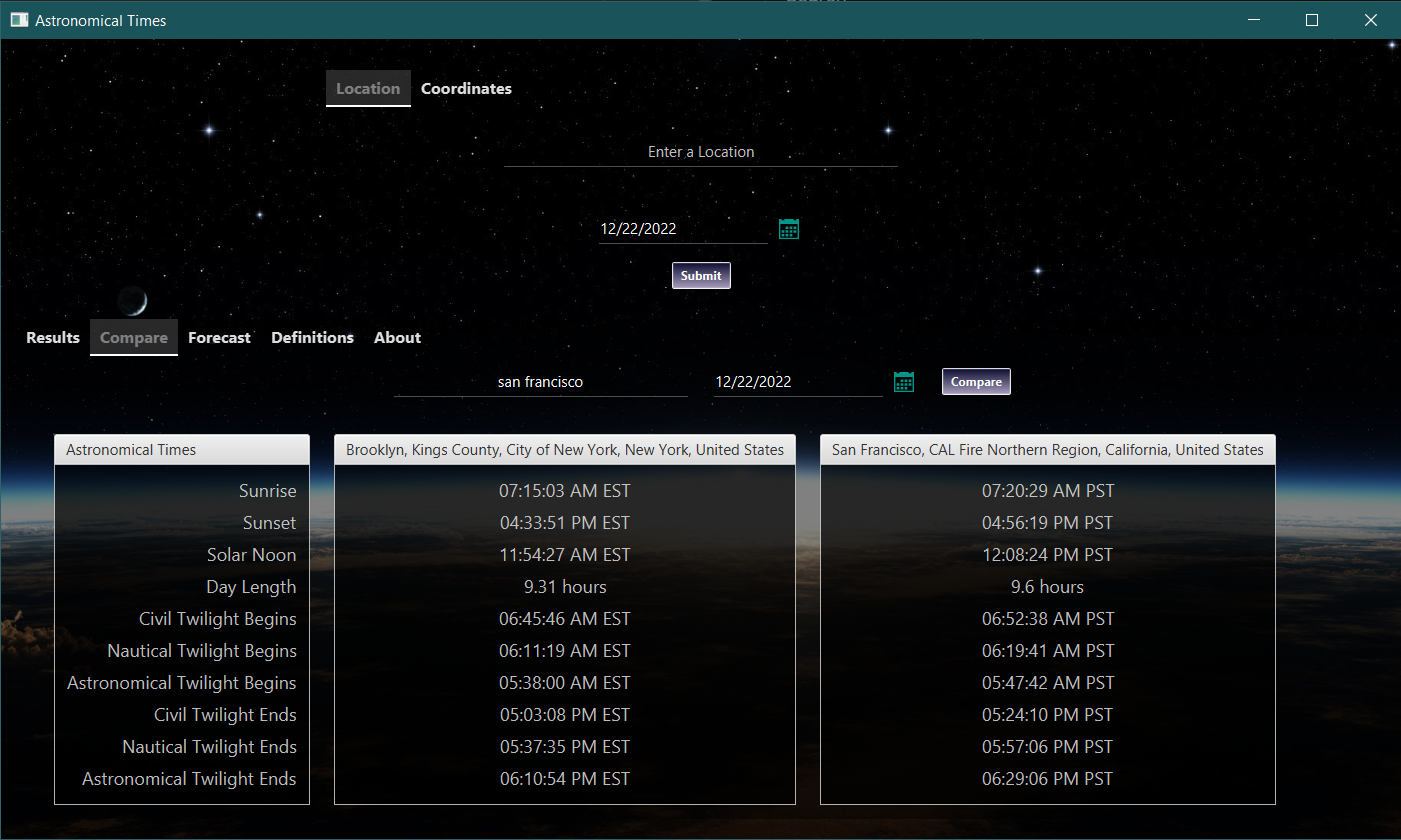 Astronomical Times
Location Coordinates
Enter a Location
12/22/2022
Submit
Results Compare Forecast Definitions About
san francisco 12/22/2022 Compare
Astronomical Times Brooklyn, Kings County, City of New York, New York, United States San Francisco, CAL Fire Northern Region, California, United States
Sunrise 07:15:03 AM EST 07:20:29 AM PST
Sunset 04:33:51 PM EST 04:56:19 PM PST
Solar Noon 11:54:27 AM EST 12:08:24 PM PST
Day Length 9.31 hours 9.6 hours
Civil Twilight Begins 06:45:46 AM EST 06:52:38 AM PST
Nautical Twilight Begins 06:11:19 AM EST 06:19:41 AM PST
Astronomical Twilight Begins 05:38:00 AM EST 05:47:42 AM PST
Civil Twilight Ends 05:03:08 PM EST 05:24:10 PM PST
Nautical Twilight Ends 05:37:35 PM EST 05:57:06 PM PST
Astronomical Twilight Ends 06:10:54 PM EST 06:29:06 PM PST